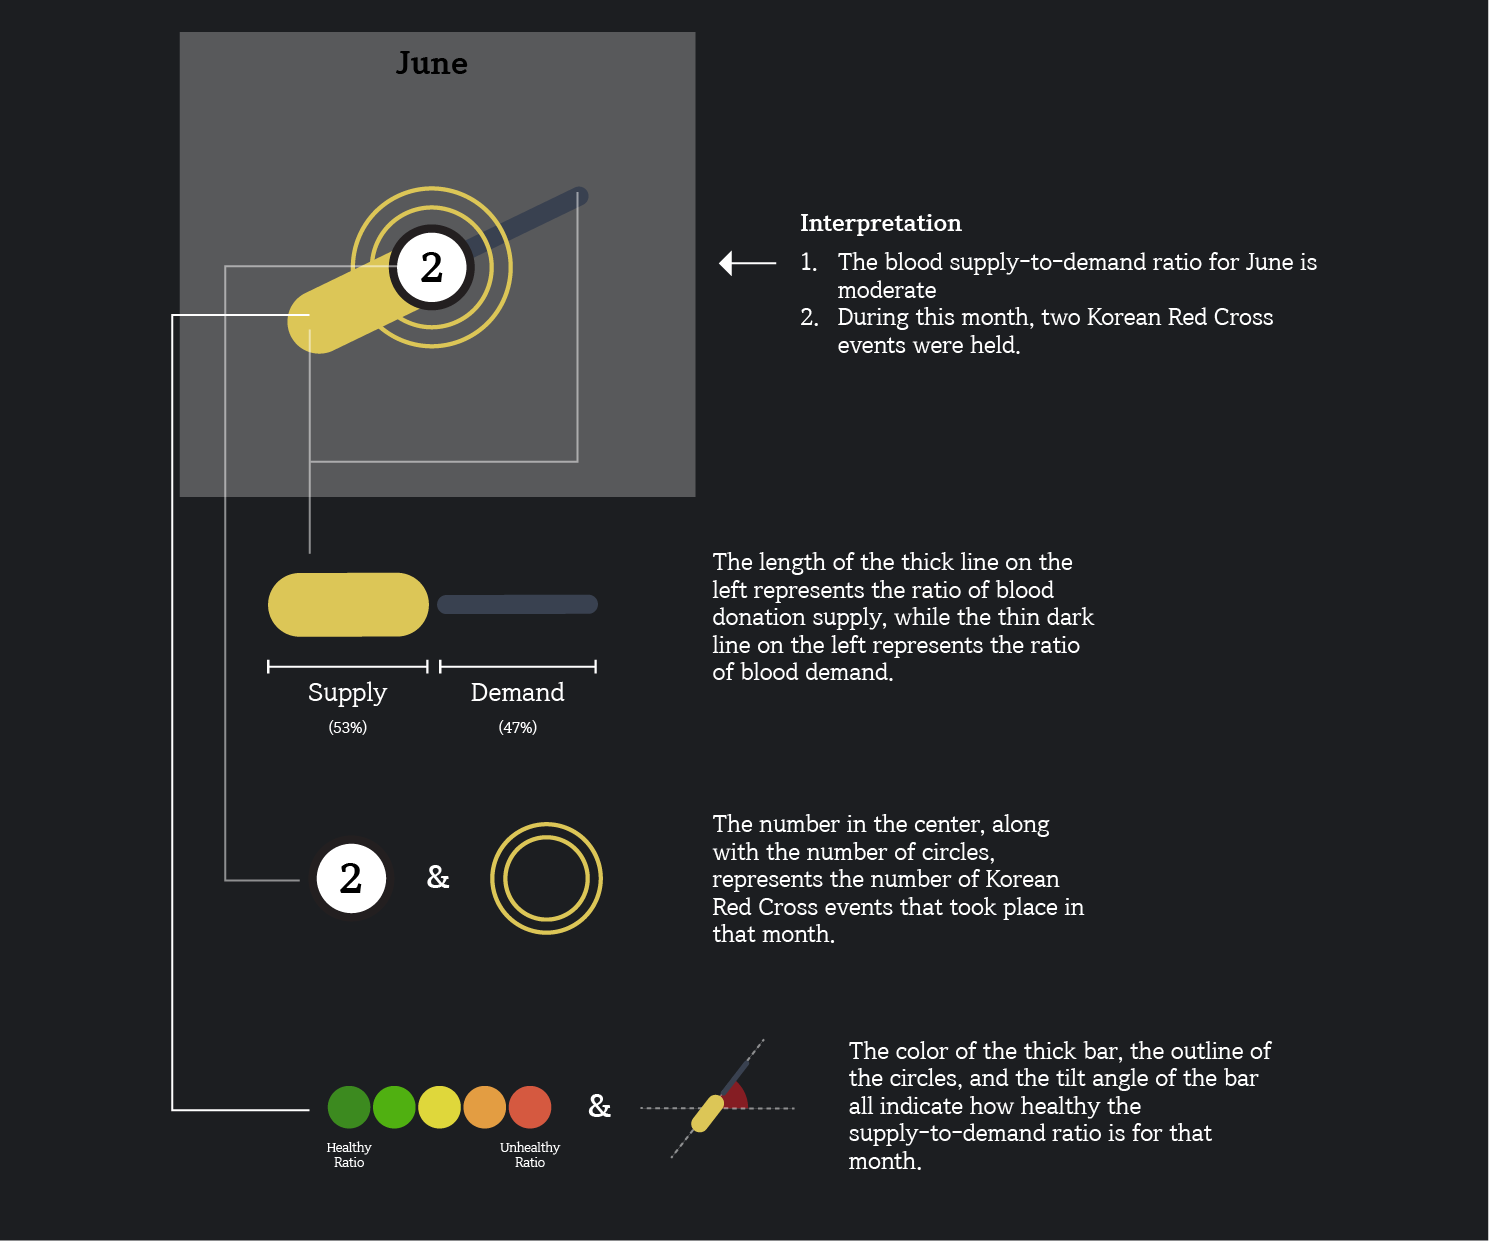 June
2
Interpretation
1. The blood supply-to-demand ratio for June is
moderate
2. During this month, two Korean Red Cross
events were held.
The length of the thick line on the
left represents the ratio of blood
donation supply, while the thin dark
line on the left represents the ratio
of blood demand.
Supply Demand
(53%) (47%)
The number in the center, along
with the number of circles,
represents the number of Korean
Red Cross events that took place in
that month.
2 &
The color of the thick bar, the outline of
the circles, and the tilt angle of the bar
all indicate how healthy the
supply-to-demand ratio is for that
month.
&
Healthy Unhealthy
Ratio Ratio